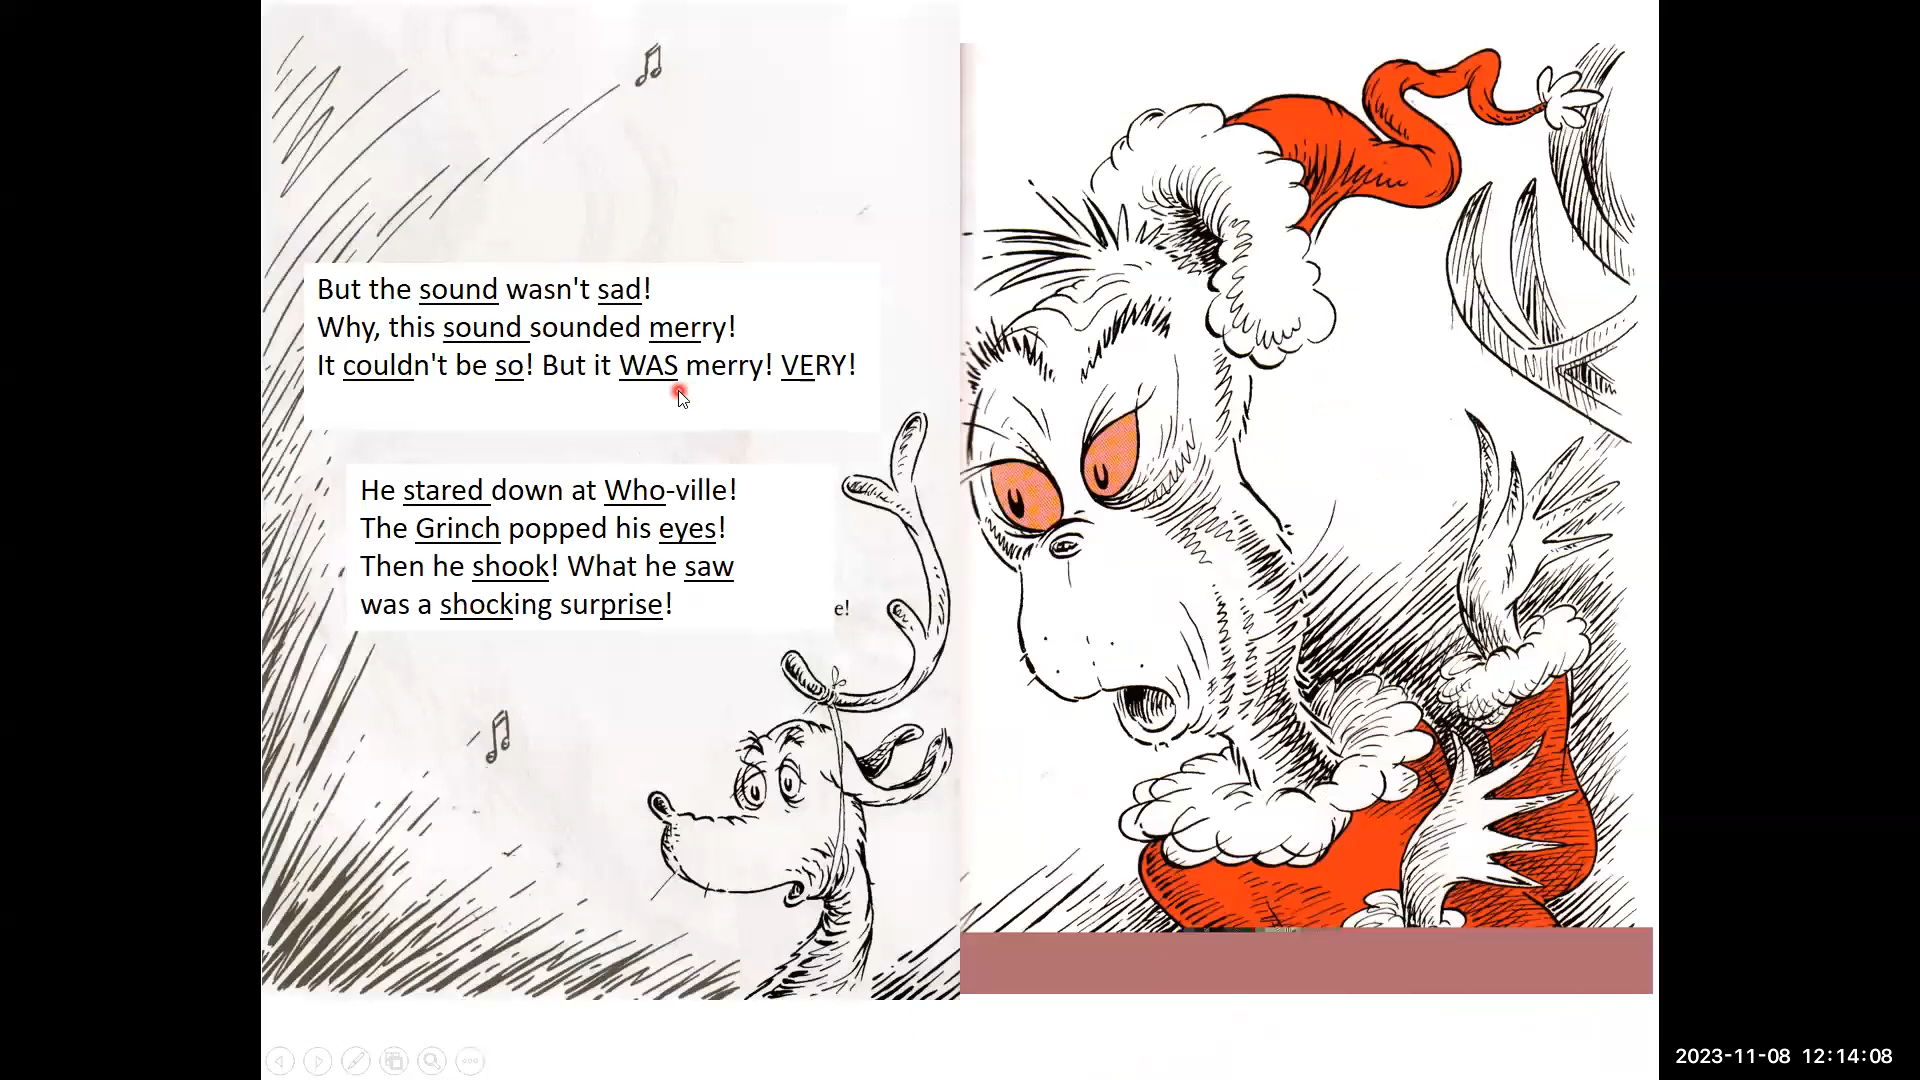 But the sound wasn't sad!
Why, this sound sounded merry!
It couldn't be so! But it WAS merry! VERY!
He stared down at Who-ville!
The Grinch popped his eyes!
Then he shook! What he saw
was a shocking surprise!
e!
2023-11-08 12:14:08